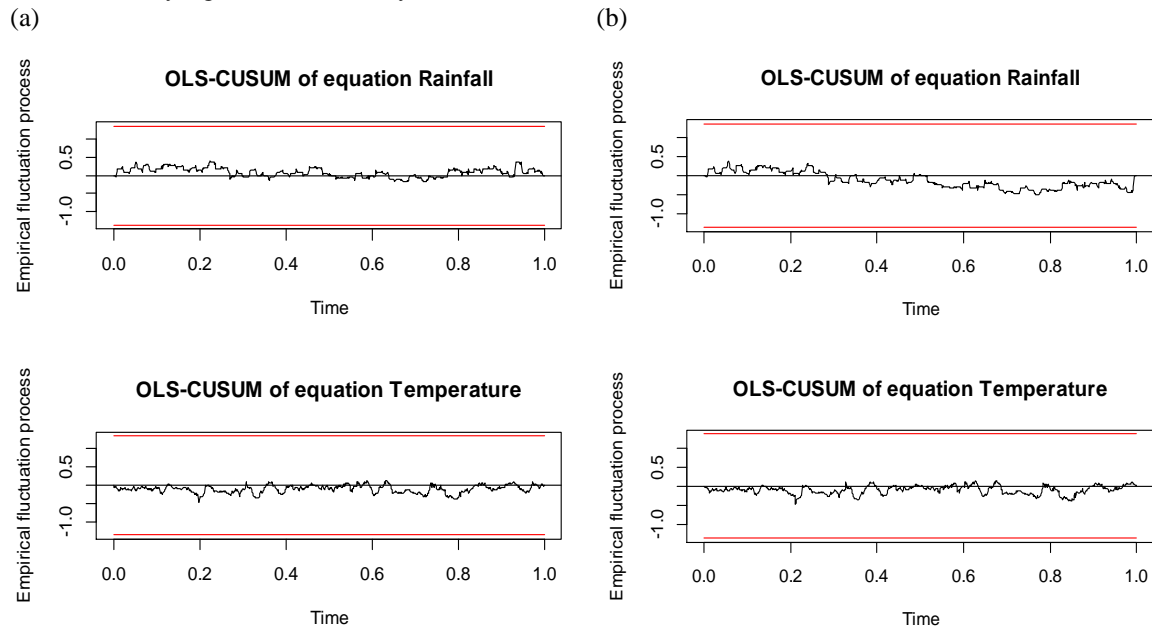 (a)
(b)
OLS-CUSUM of equation Rainfall
Empirical fluctuation process
0.5
-1.0
0.0 0.2 0.4 0.6 0.8 1.0
Time
OLS-CUSUM of equation Rainfall
Empirical fluctuation process
0.5
-1.0
0.0 0.2 0.4 0.6 0.8 1.0
Time
OLS-CUSUM of equation Temperature
Empirical fluctuation process
0.5
-1.0
0.0 0.2 0.4 0.6 0.8 1.0
Time
OLS-CUSUM of equation Temperature
Empirical fluctuation process
0.5
-1.0
0.0 0.2 0.4 0.6 0.8 1.0
Time